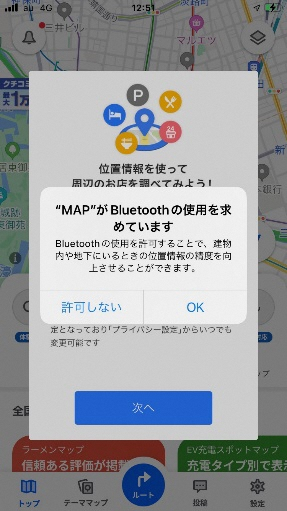 au 4G
12:51
三井ビル
マルエツ
クチコミ
P
24
位置情報を使って
周辺のお店を調べてみよう！
"MAP"がBluetoothの使用を求
めています
Bluetoothの使用を許可することで、建物
内や地下にいるときの位置情報の精度を向
上させることができます。
許可しない
OK
定となっており「プライバシー設定」からいつでも
変更可能です
次へ
全国
ラーメンマップ
信頼ある評価が掲載
EV充電スポットマップ
充電タイプ別で表示
トップ
テーママップ
ルート
投稿
設定